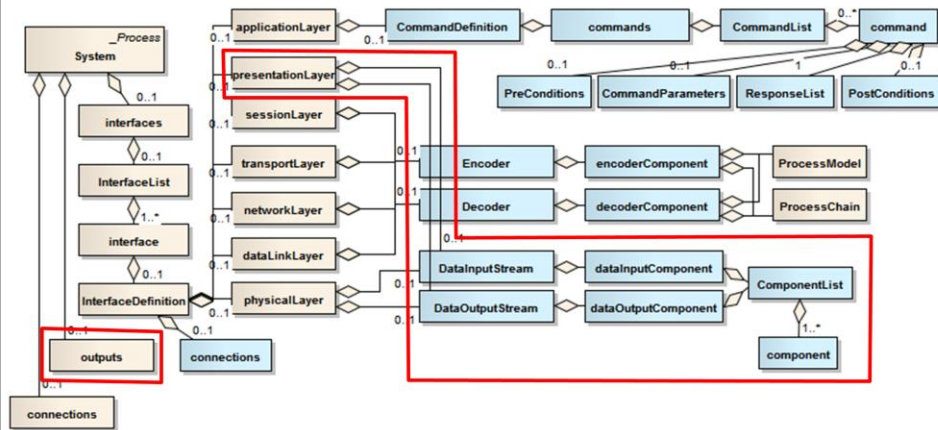 _Process
System
0..1
interfaces
0..1
InterfaceList
1..*
interface
0..1
InterfaceDefinition
0..1
outputs
0..1
connections
0..1
connections
0..1
applicationLayer
0..1
presentationLayer
0..1
sessionLayer
transportLayer
networkLayer
dataLinkLayer
physicalLayer
0..1
0..1
CommandDefinition
commands
CommandList
0..*
command
0..1
PreConditions
0..1
CommandParameters
1
ResponseList
0..1
PostConditions
0..1
Encoder
encoderComponent
ProcessModel
0..1
Decoder
decoderComponent
ProcessChain
0..1
DataInputStream
dataInputComponent
ComponentList
0..1
DataOutputStream
dataOutputComponent
0..1
1..*
component